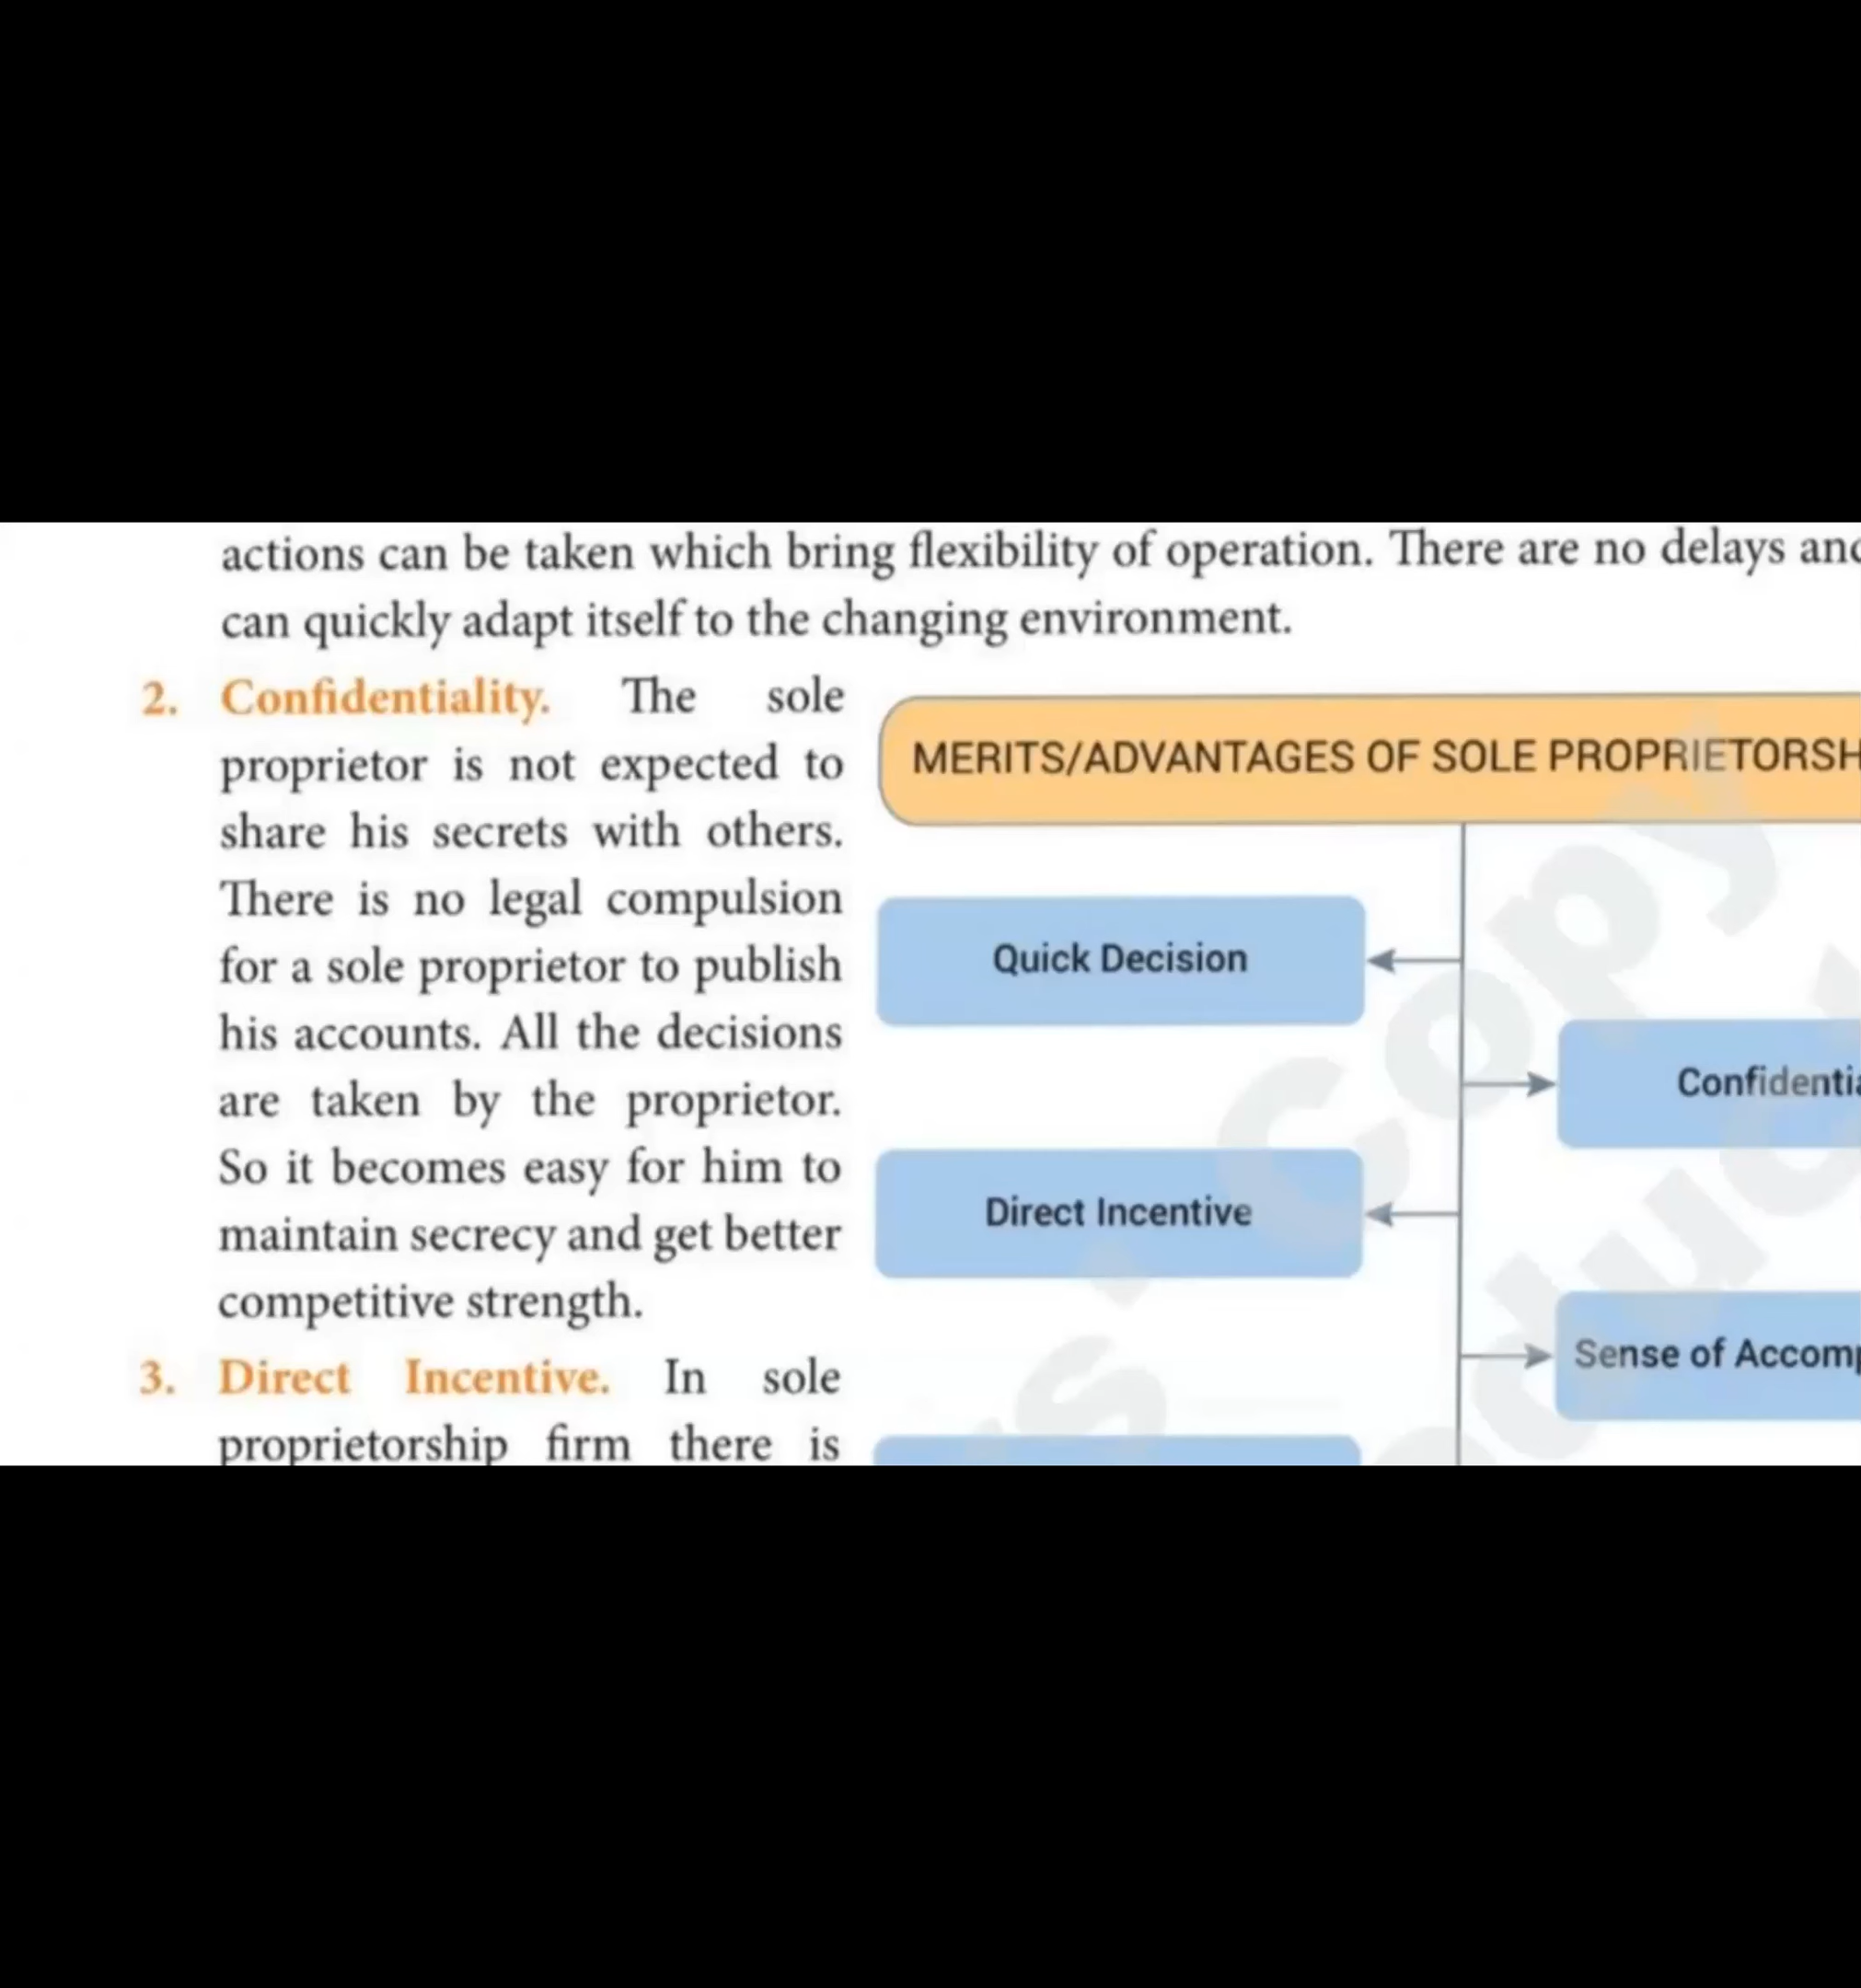 actions can be taken which bring flexibility of operation. There are no delays
can quickly adapt itself to the changing environment.
2. Confidentiality. The sole
proprietor is not expected to
share his secrets with others.
There is no legal compulsion
for a sole proprietor to publish
his accounts. All the decisions
are taken by the proprietor.
So it becomes easy for him to
maintain secrecy and get better
competitive strength.
3. Direct Incentive. In sole
proprietorship firm there is
MERITS/ADVANTAGES OF SOLE
Quick Decision
Direct Incentive
Sense of
Copy